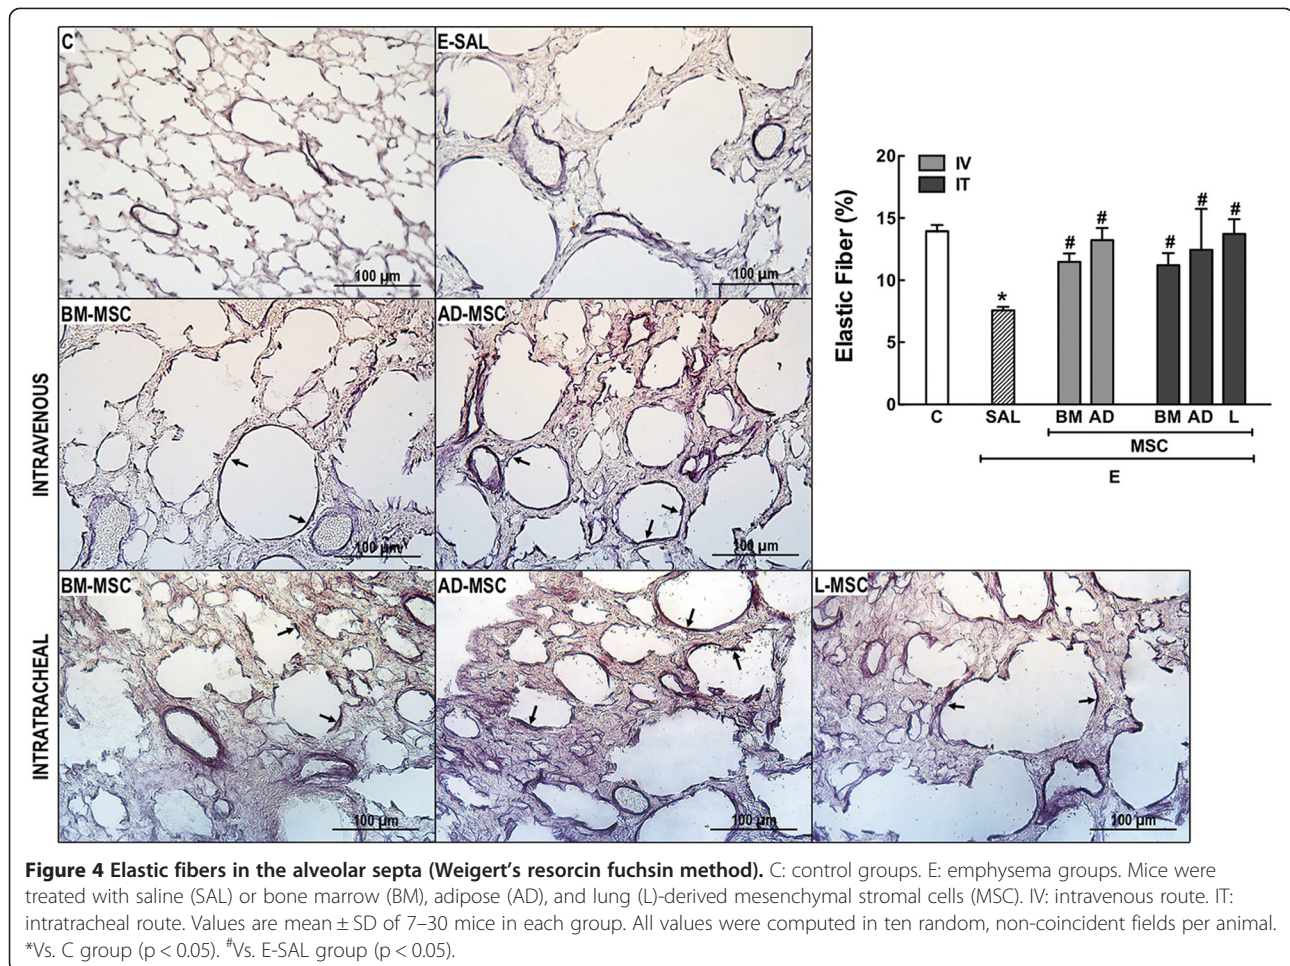 C
E-SAL
100 µm
100 µm
INTRAVENOUS
BM-MSC
AD-MSC
100 µm
100 µm
INTRATRACHEAL
BM-MSC
AD-MSC
L-MSC
100 µm
100 µm
100 µm
IV
IT
Elastic Fiber (%)
20
15
10
5
0
*
# # # # #
C SAL BM AD BM AD L
MSC
E
Figure 4 Elastic fibers in the alveolar septa (Weigert's resorcin fuchsin method). C: control groups. E: emphysema groups. Mice were
treated with saline (SAL) or bone marrow (BM), adipose (AD), and lung (L)-derived mesenchymal stromal cells (MSC). IV: intravenous route. IT:
intratracheal route. Values are mean ± SD of 7–30 mice in each group. All values were computed in ten random, non-coincident fields per animal.
*Vs. C group (p < 0.05). #Vs. E-SAL group (p < 0.05).